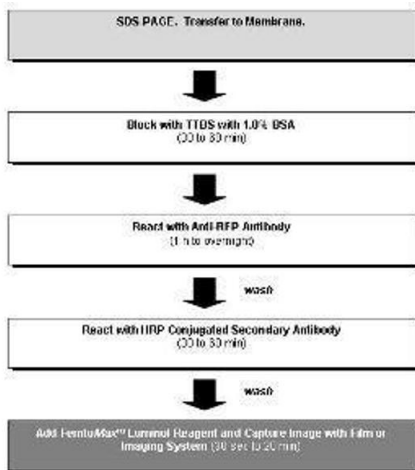 SDS PAGE. Transfer to Membrane.
Block with TTBS with 1.0% BSA
(30 to 60 min)
React with Anti-RFP Antibody
(1 h to overnight)
wash
React with HRP Conjugated Secondary Antibody
(30 to 60 min)
wash
Add FemtoMax™ Luminol Reagent and Capture Image with Film or
Imaging System (30 sec to 20 min)